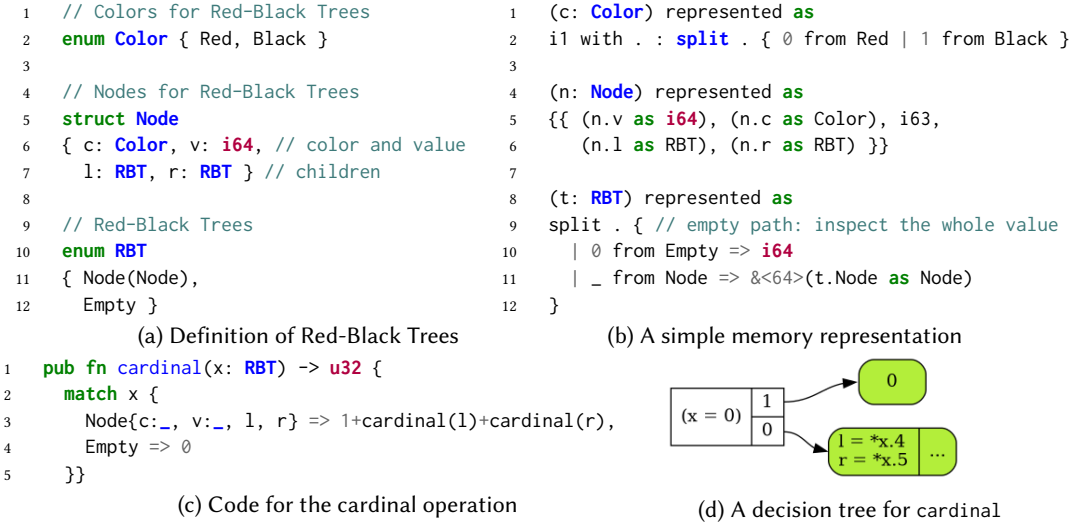 1 // Colors for Red-Black Trees
2 enum Color { Red, Black }
3
4 // Nodes for Red-Black Trees
5 struct Node
6 { c: Color, v: i64, // color and value
7 l: RBT, r: RBT } // children
8
9 // Red-Black Trees
10 enum RBT
11 { Node(Node),
12 Empty }
(a) Definition of Red-Black Trees
1 (c: Color) represented as
2 i1 with . : split . { 0 from Red | 1 from Black }
3
4 (n: Node) represented as
5 {{ (n.v as i64), (n.c as Color), i63,
6 (n.l as RBT), (n.r as RBT) }}
7
8 (t: RBT) represented as
9 split . { // empty path: inspect the whole value
10 | 0 from Empty => i64
11 | _ from Node => &<64>(t.Node as Node)
12 }
(b) A simple memory representation
1 pub fn cardinal(x: RBT) -> u32 {
2 match x {
3 Node{c:_, v:_, l, r} => 1+cardinal(l)+cardinal(r),
4 Empty => 0
5 }}
(c) Code for the cardinal operation
(x = 0)
1
0
0
l = *x.4
r = *x.5
...
(d) A decision tree for cardinal